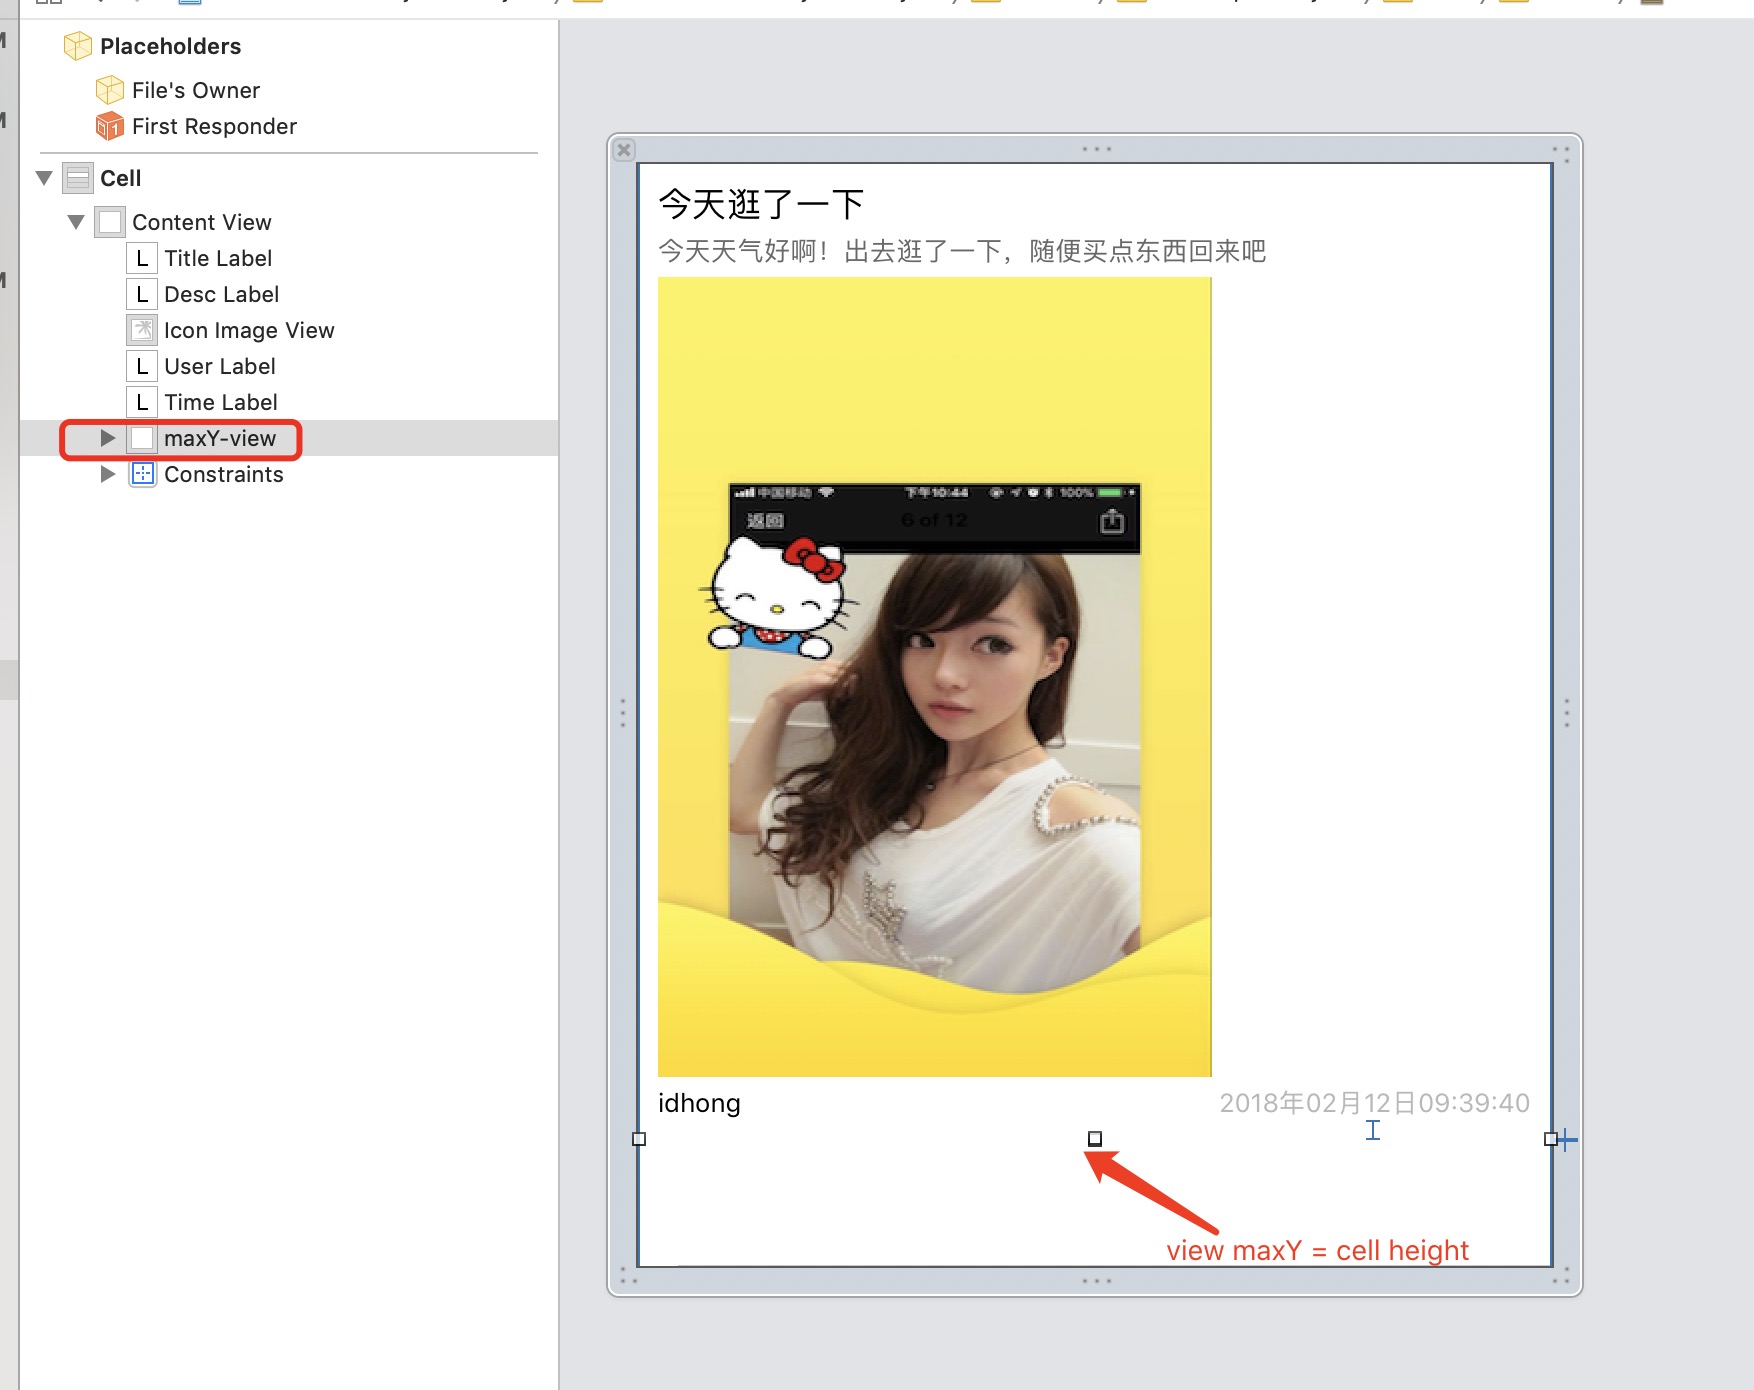 Placeholders
File's Owner
First Responder
Cell
Content View
L Title Label
L Desc Label
Icon Image View
L User Label
L Time Label
maxY-view
Constraints
今天逛了一下
今天天气好啊！出去逛了一下，随便买点东西回来吧
中国移动 下午10:44 100%
返回 6 of 12
idhong 2018年02月12日09:39:40
view maxY = cell height